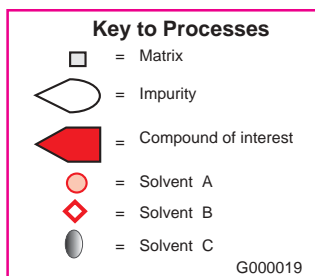 Key to Processes
= Matrix
= Impurity
= Compound of interest
= Solvent A
= Solvent B
= Solvent C
G000019